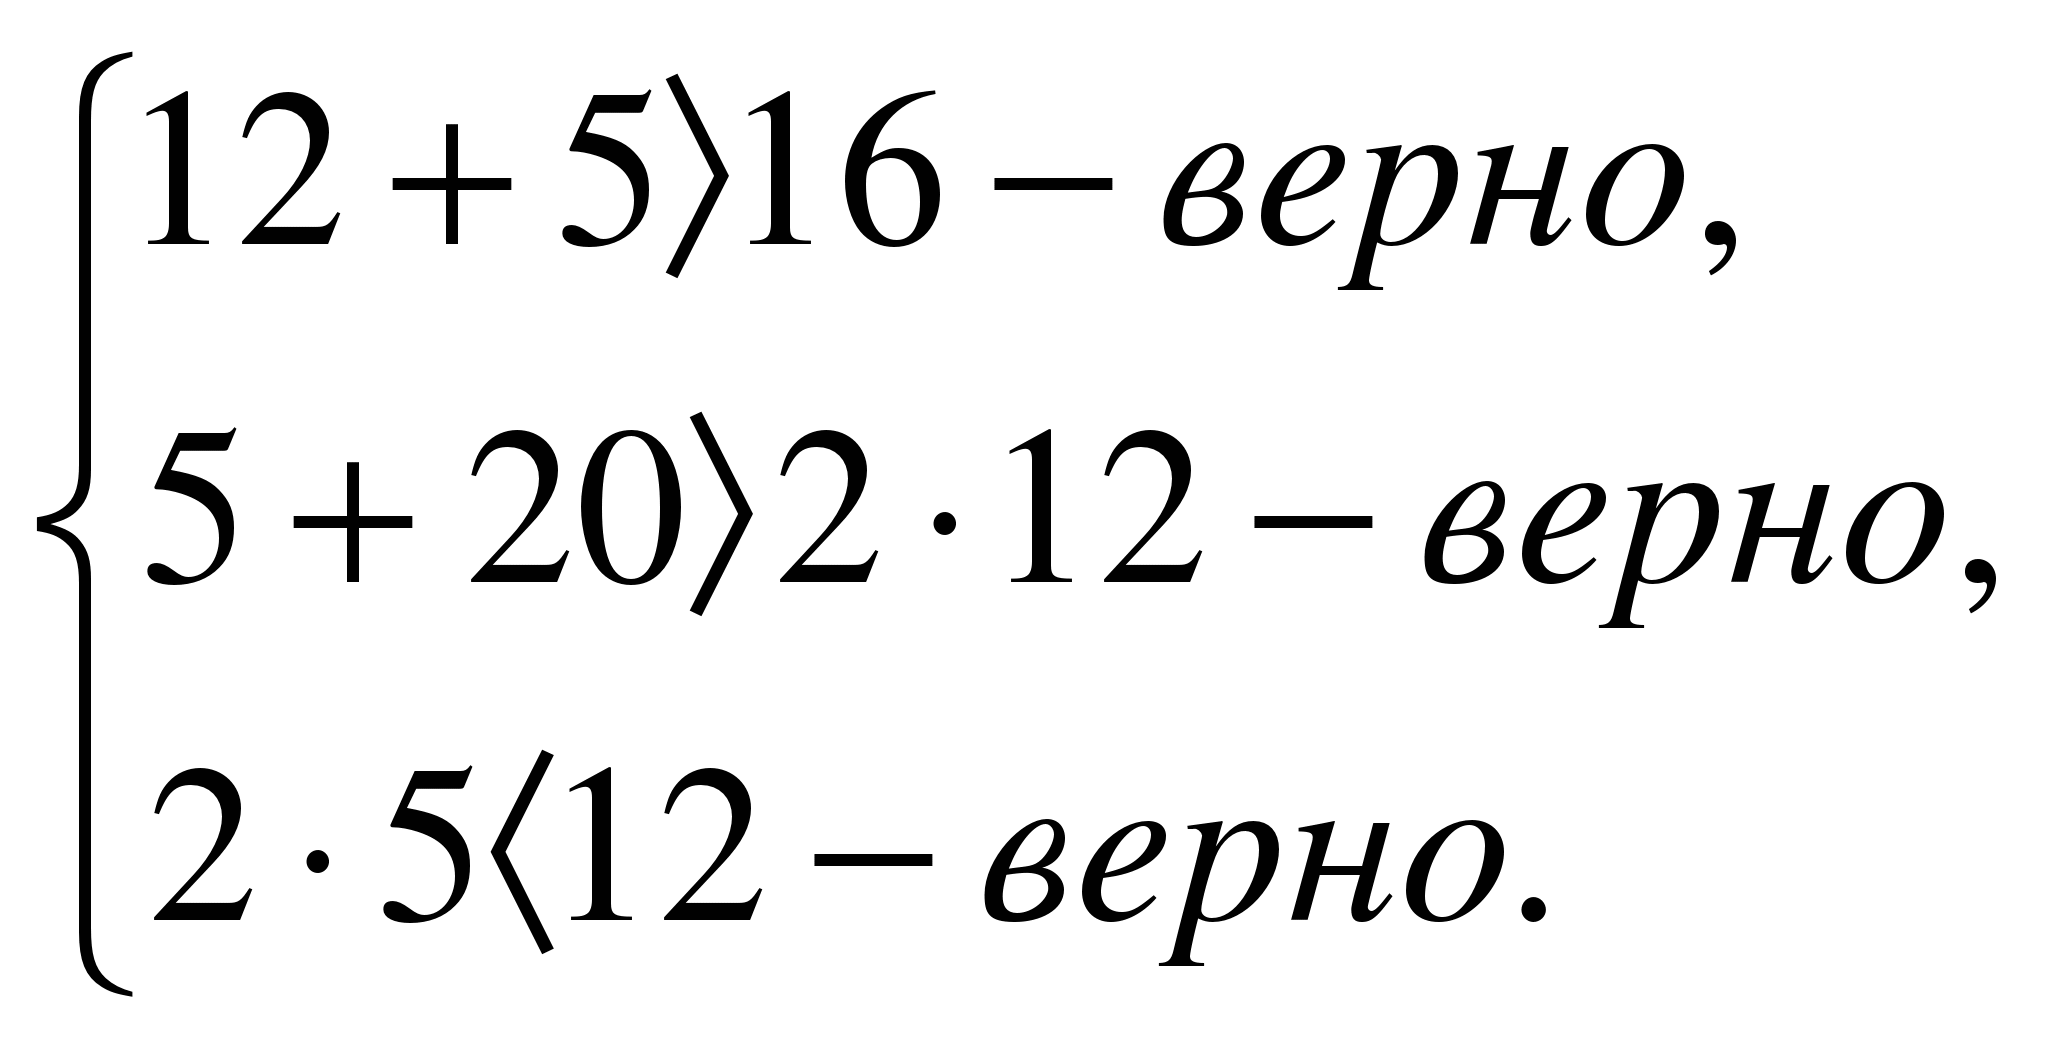 12 + 5⟩16 − верно,
5 + 20⟩2 · 12 − верно,
2 · 5⟨12 − верно.